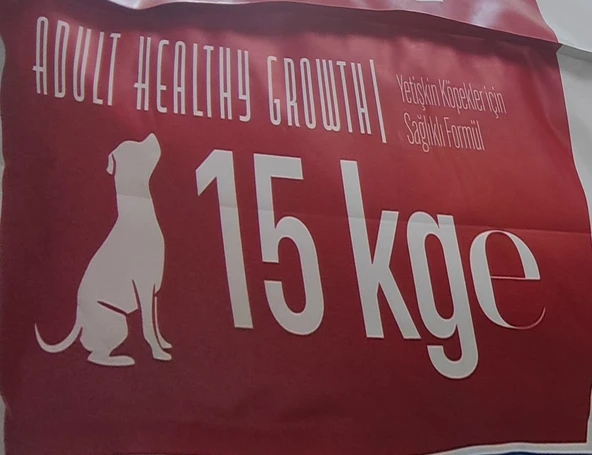 ADULT HEALTHY GROWTH
Yetişkin Köpekler için
Sağlıklı Formül
15 kg ℮